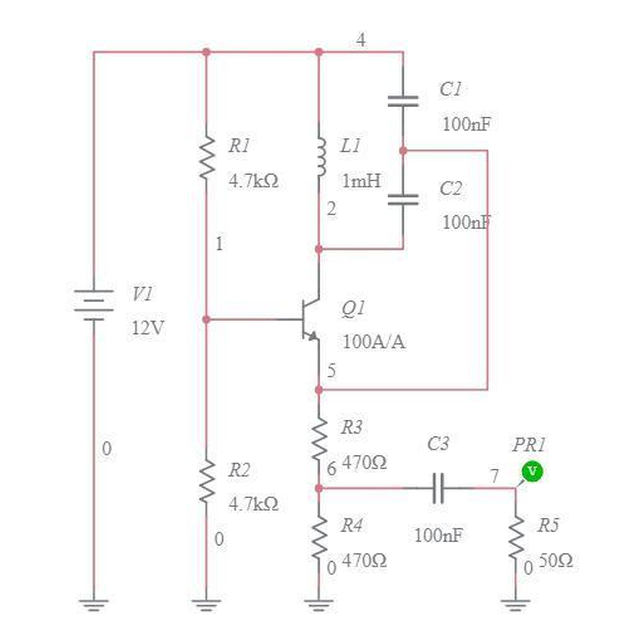 4
C1
100nF
R1
4.7kΩ
L1
1mH
C2
100nF
2
1
V1
12V
Q1
100A/A
5
0
R3
470Ω
6
C3
PR1
V
7
R2
4.7kΩ
0
R4
470Ω
0
100nF
R5
50Ω
0